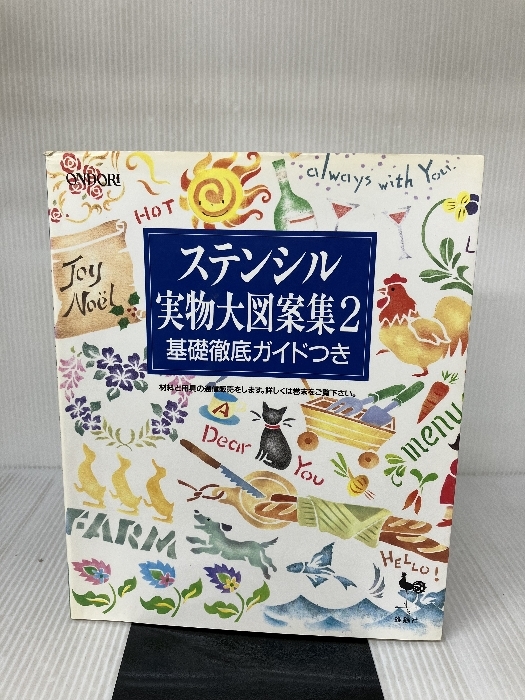 ONDORI
HOT
always with You.
Joy
Noël
L
ステンシル
実物大図案集2
基礎徹底ガイドつき
材料と用具の通信販売をします。詳しくは巻末をご覧下さい。
A
Dear
You
menu
FARM
HELLO!
雄鶏社